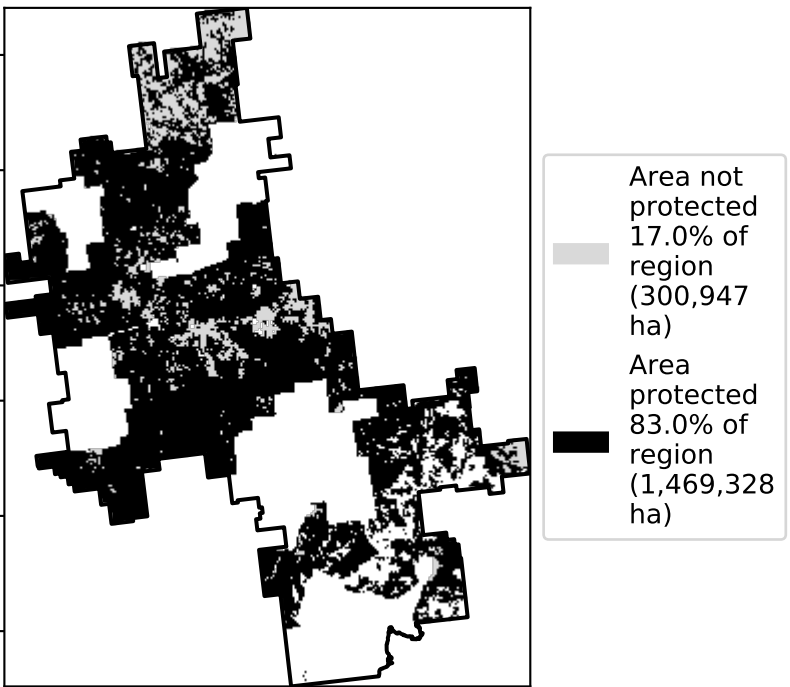 Area not
protected
17.0% of
region
(300,947
ha)
Area
protected
83.0% of
region
(1,469,328
ha)